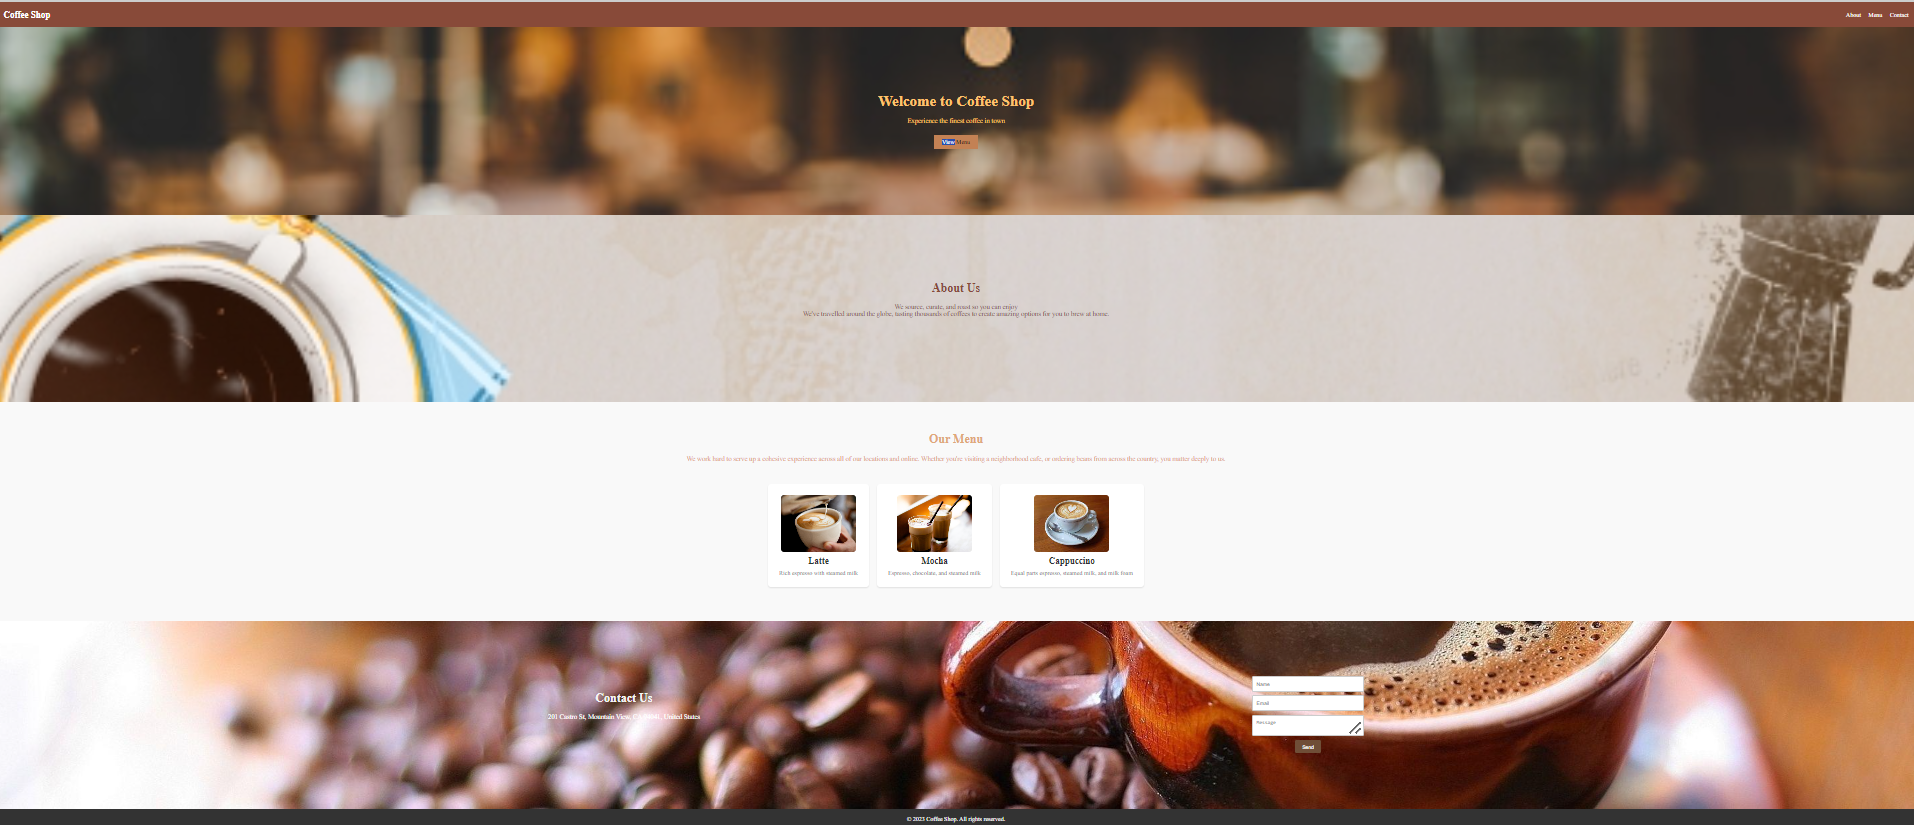 Coffee Shop
About Menu Contact
Welcome to Coffee Shop
Experience the finest coffee in town
View Menu
About Us
We source, curate, and roast so you can enjoy
We've travelled around the globe, tasting thousands of coffees to create amazing options for you to brew at home.
Our Menu
We work hard to serve up a cohesive experience across all of our locations and online. Whether you're visiting a neighborhood cafe, or ordering beans from across the country, you matter deeply to us.
Latte
Rich espresso with steamed milk
Mocha
Espresso, chocolate, and steamed milk
Cappuccino
Equal parts espresso, steamed milk, and milk foam
Contact Us
201 Castro St, Mountain View, CA 94041, United States
Name
Email
Message
Send
© 2023 Coffee Shop. All rights reserved.